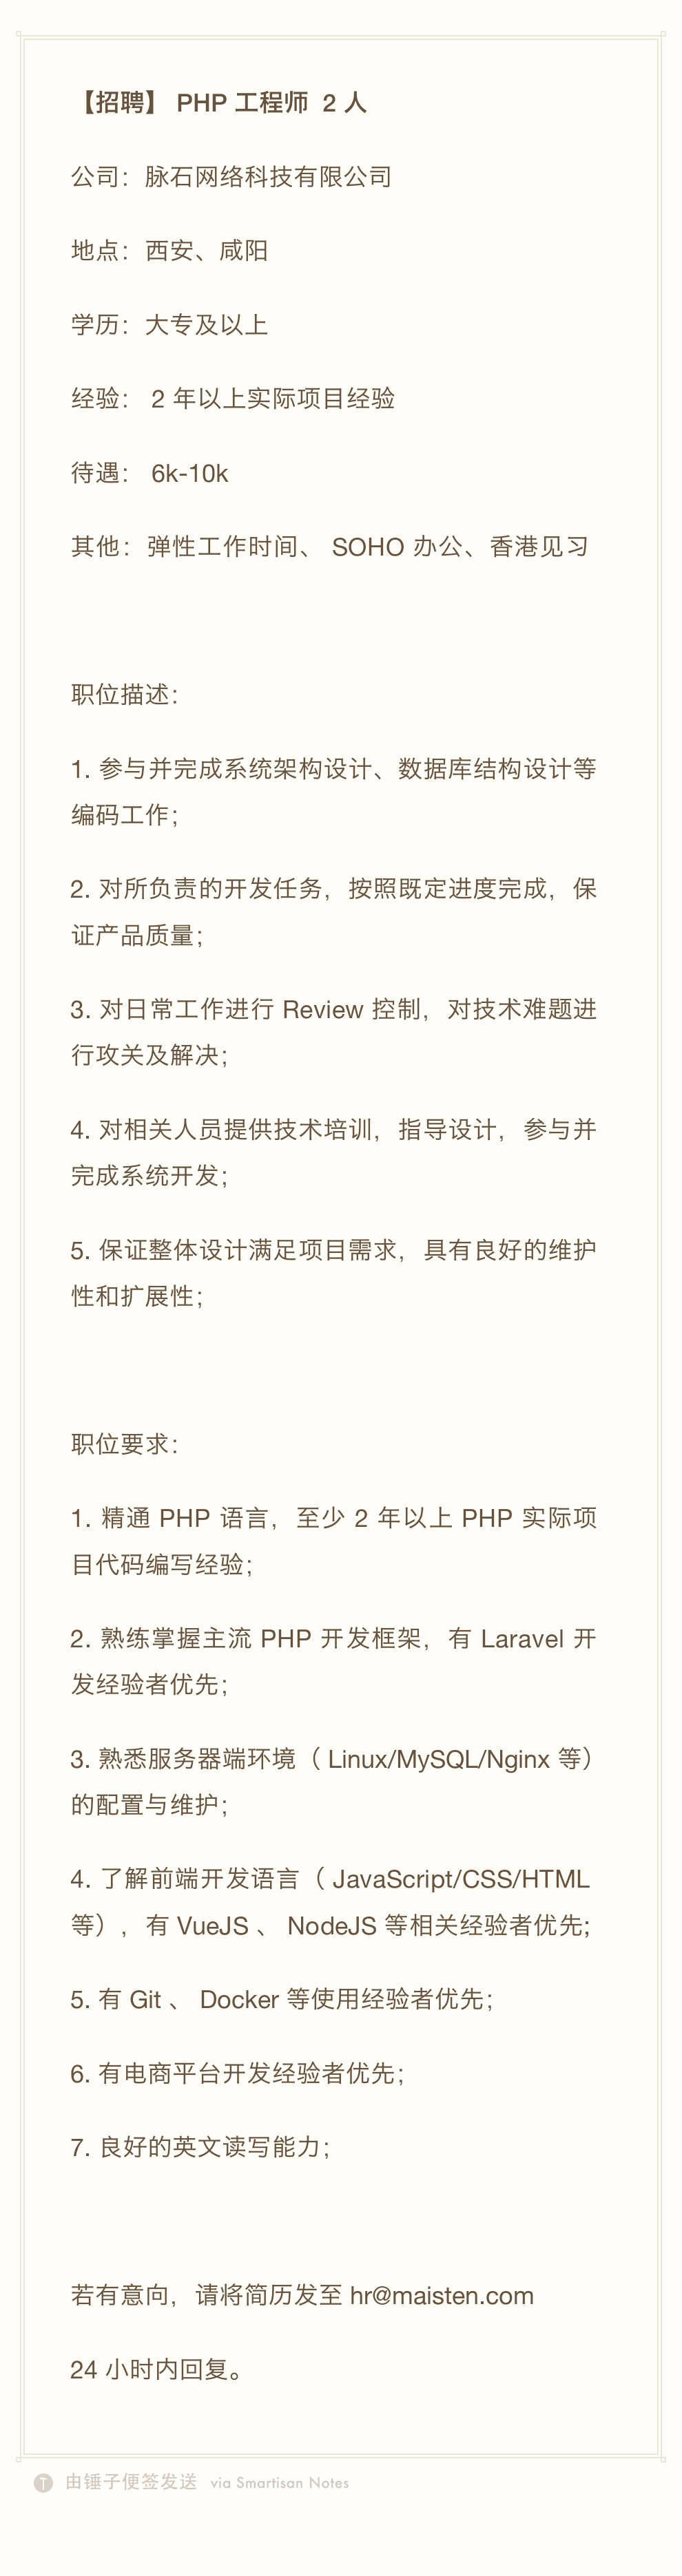 【招聘】 PHP 工程师 2 人
公司：脉石网络科技有限公司
地点：西安、咸阳
学历：大专及以上
经验： 2 年以上实际项目经验
待遇： 6k-10k
其他：弹性工作时间、 SOHO 办公、香港见习
职位描述：
1. 参与并完成系统架构设计、数据库结构设计等
编码工作；
2. 对所负责的开发任务，按照既定进度完成，保
证产品质量；
3. 对日常工作进行 Review 控制，对技术难题进
行攻关及解决；
4. 对相关人员提供技术培训，指导设计，参与并
完成系统开发；
5. 保证整体设计满足项目需求，具有良好的维护
性和扩展性；
职位要求：
1. 精通 PHP 语言，至少 2 年以上 PHP 实际项
目代码编写经验；
2. 熟练掌握主流 PHP 开发框架，有 Laravel 开
发经验者优先；
3. 熟悉服务器端环境（ Linux/MySQL/Nginx 等）
的配置与维护；
4. 了解前端开发语言（ JavaScript/CSS/HTML
等），有 VueJS 、 NodeJS 等相关经验者优先；
5. 有 Git 、 Docker 等使用经验者优先；
6. 有电商平台开发经验者优先；
7. 良好的英文读写能力；
若有意向，请将简历发至 hr@maisten.com
24 小时内回复。
T 由锤子便签发送 via Smartisan Notes